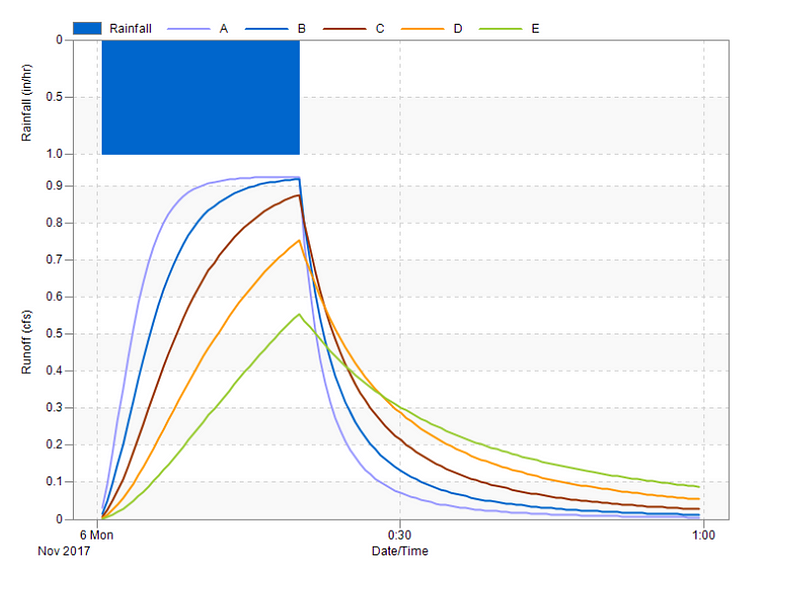 Rainfall A B C D E
0
0.5
1.0
Rainfall (in/hr)
0.9
0.8
0.7
0.6
0.5
0.4
0.3
0.2
0.1
0
Runoff (cfs)
6 Mon 0:30 1:00
Nov 2017 Date/Time